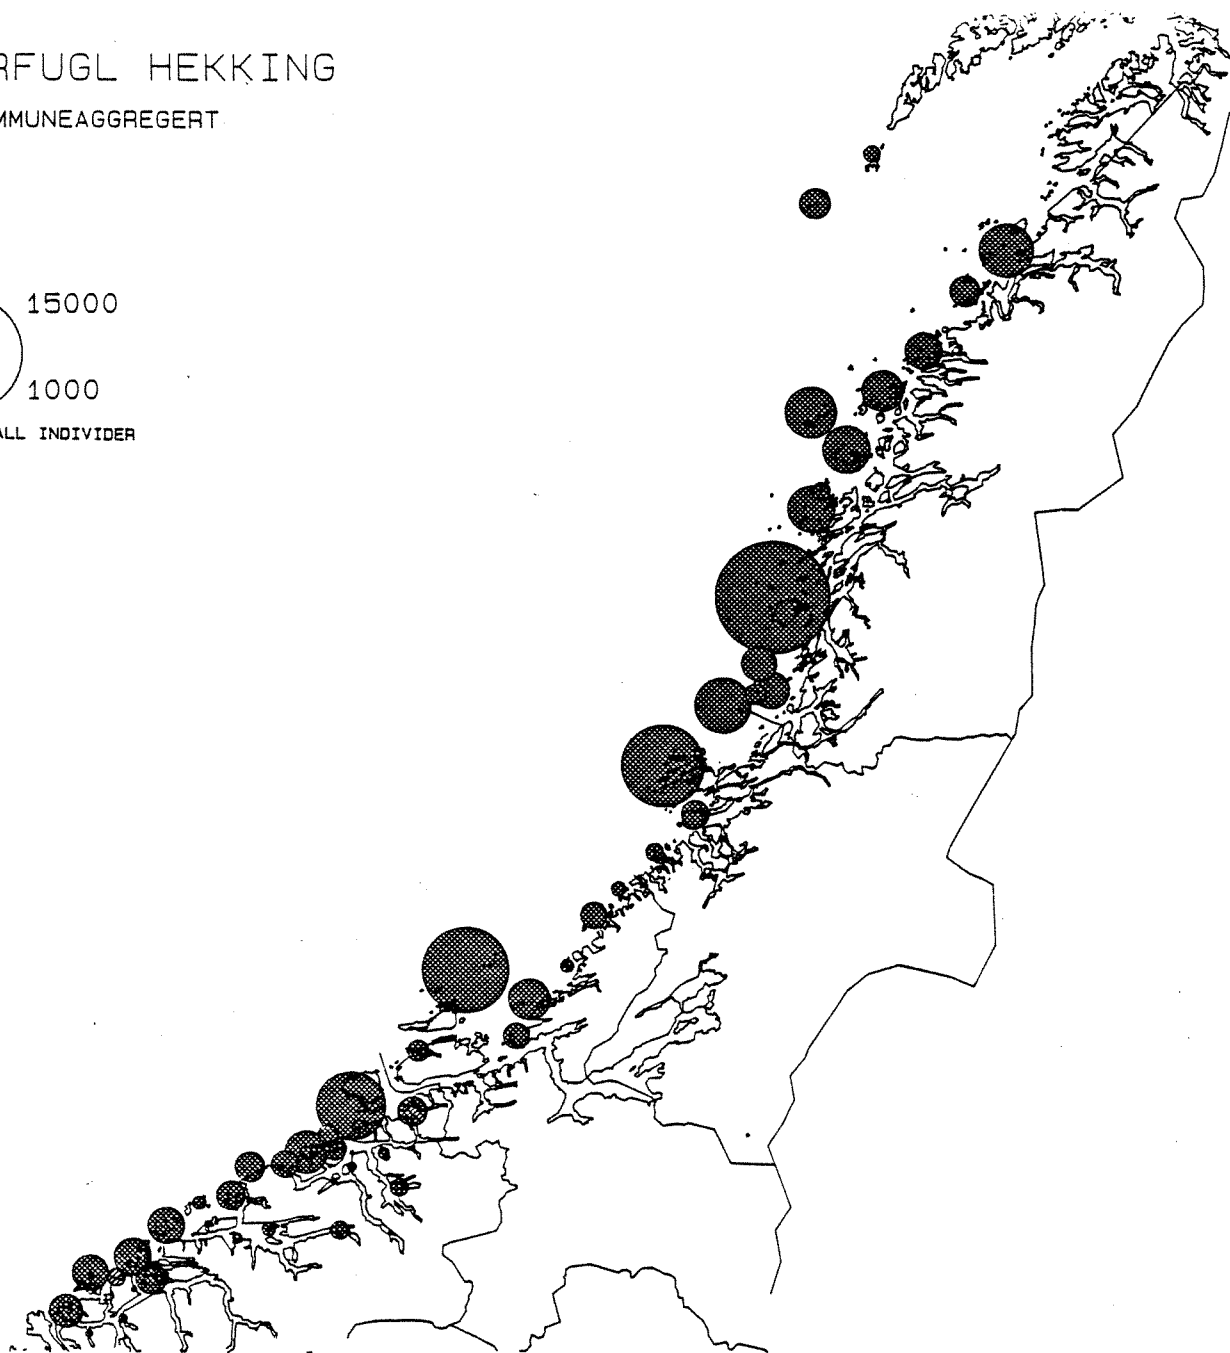 RFUGL HEKKING
MMUNEAGGREGERT
15000
1000
ALL INDIVIDER